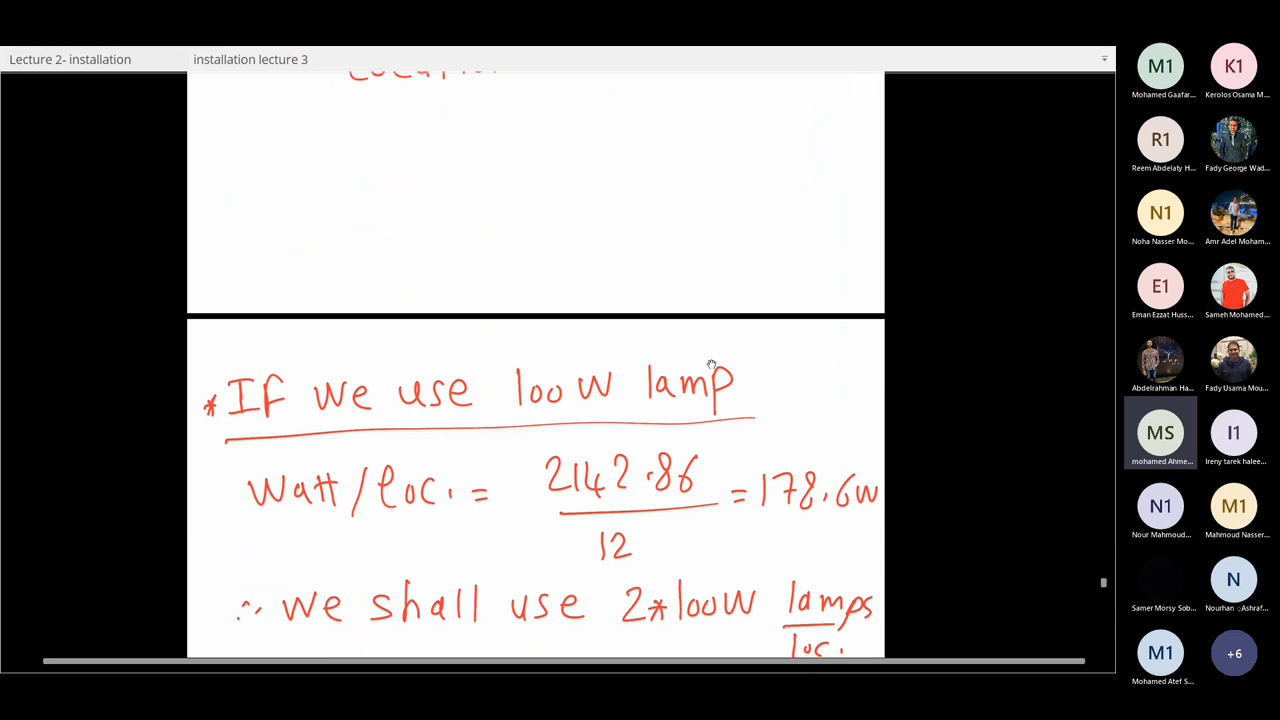 Lecture 2- installation
installation lecture 3
* If we use 100W lamp
Watt/loc. = 2142.86 / 12 = 178.6w
∴ we shall use 2*100W lamps/loc.
M1
Mohamed Gaafar...
K1
Kerolos Osama M...
R1
Reem Abdelaty H...
Fady George Wad...
N1
Noha Nasser Mo...
Amr Adel Moham...
E1
Eman Ezzat Huss...
Sameh Mohamed...
Abdelrahman Ha...
Fady Usama Mou...
MS
mohamed Ahme...
I1
Ireny tarek halee...
N1
Nour Mahmoud...
M1
Mahmoud Nasser...
Samer Morsy Sob...
N
Nourhan ♀Ashraf...
M1
Mohamed Atef S...
+6